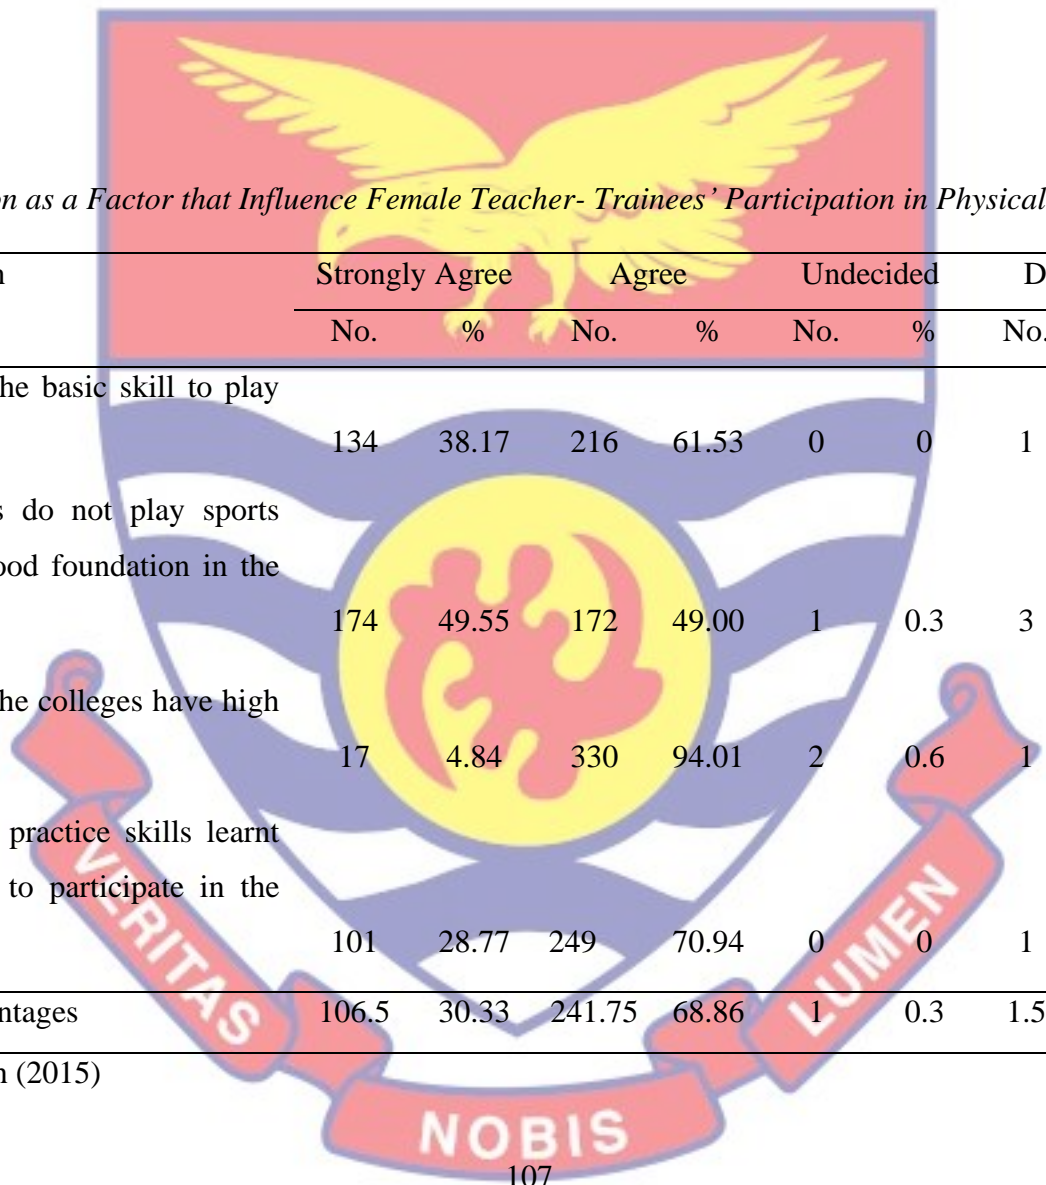 on as a Factor that Influence Female Teacher- Trainees’ Participation in Physical
n Strongly Agree Agree Undecided D
No. % No. % No. % No.
he basic skill to play
134 38.17 216 61.53 0 0 1
s do not play sports
ood foundation in the
174 49.55 172 49.00 1 0.3 3
he colleges have high
17 4.84 330 94.01 2 0.6 1
practice skills learnt
to participate in the
101 28.77 249 70.94 0 0 1
ntages 106.5 30.33 241.75 68.86 1 0.3 1.5
n (2015)
VERITAS NOBIS LUMEN
107